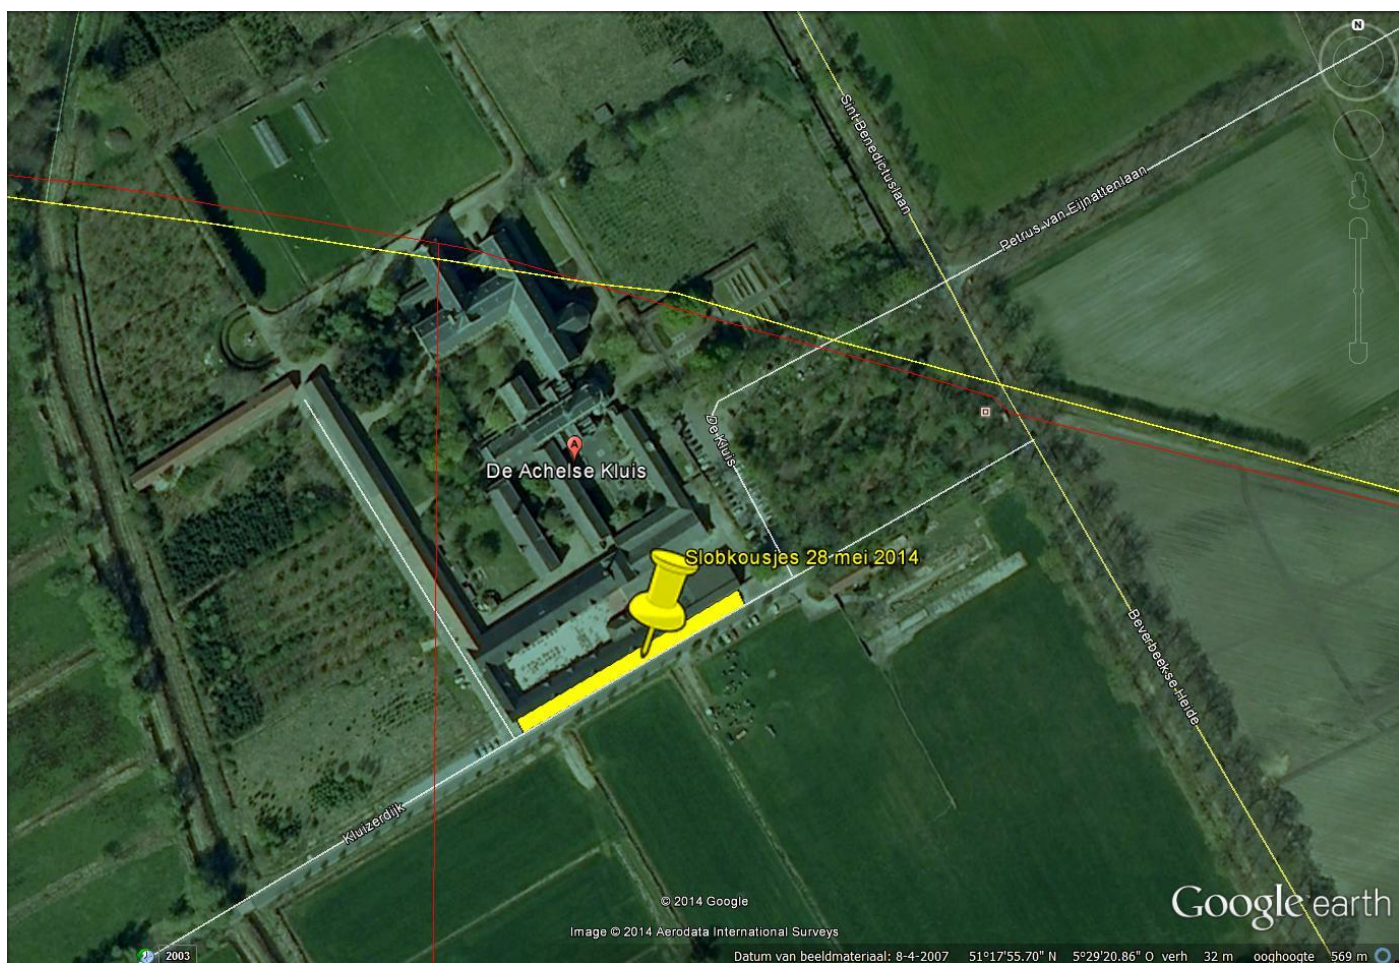 N
Sint-Benedictuslaan
Petrus van Eijnattenlaan
De Kluis
A
De Achelse Kluis
Slobkousjes 28 mei 2014
Beverbeekse Heide
Kluizerdijk
© 2014 Google
Image © 2014 Aerodata International Surveys
Google earth
2003
Datum van beeldmateriaal: 8-4-2007 51°17'55.70" N 5°29'20.86" O verh 32 m ooghoogte 569 m